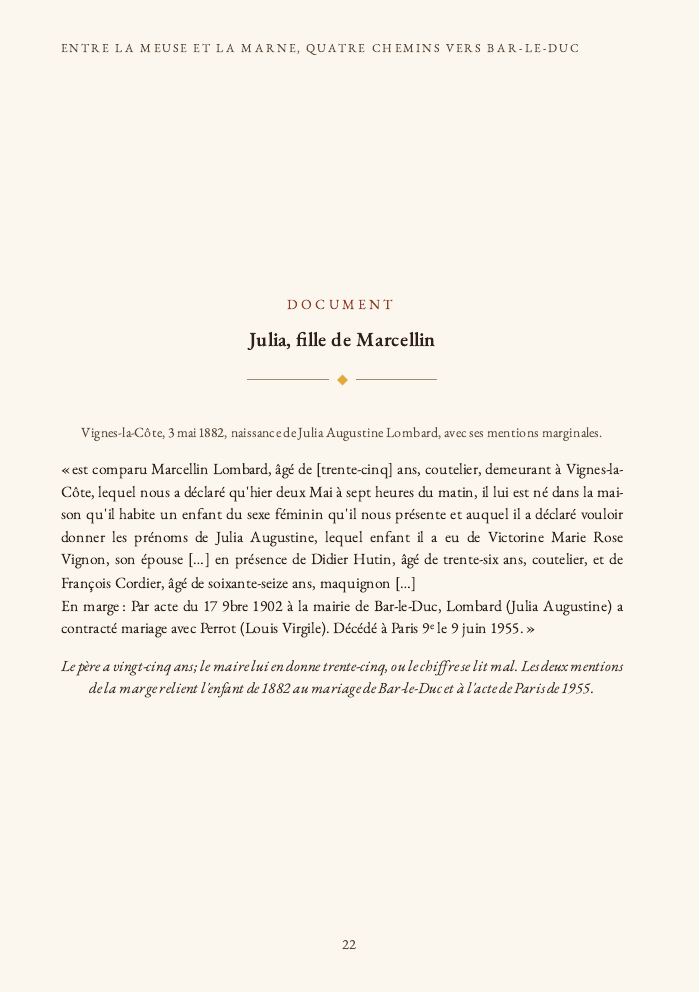 ENTRE LA MEUSE ET LA MARNE, QUATRE CHEMINS VERS BAR-LE-DUC
DOCUMENT
Julia, fille de Marcellin
Vignes-la-Côte, 3 mai 1882, naissance de Julia Augustine Lombard, avec ses mentions marginales.
« est comparu Marcellin Lombard, âgé de [trente-cinq] ans, coutelier, demeurant à Vignes-la-
Côte, lequel nous a déclaré qu'hier deux Mai à sept heures du matin, il lui est né dans la mai-
son qu'il habite un enfant du sexe féminin qu'il nous présente et auquel il a déclaré vouloir
donner les prénoms de Julia Augustine, lequel enfant il a eu de Victorine Marie Rose
Vignon, son épouse [...] en présence de Didier Hutin, âgé de trente-six ans, coutelier, et de
François Cordier, âgé de soixante-seize ans, maquignon [...]
En marge : Par acte du 17 9bre 1902 à la mairie de Bar-le-Duc, Lombard (Julia Augustine) a
contracté mariage avec Perrot (Louis Virgile). Décédé à Paris 9ᵉ le 9 juin 1955. »
Le père a vingt-cinq ans ; le maire lui en donne trente-cinq, ou le chiffre se lit mal. Les deux mentions
de la marge relient l'enfant de 1882 au mariage de Bar-le-Duc et à l'acte de Paris de 1955.
22